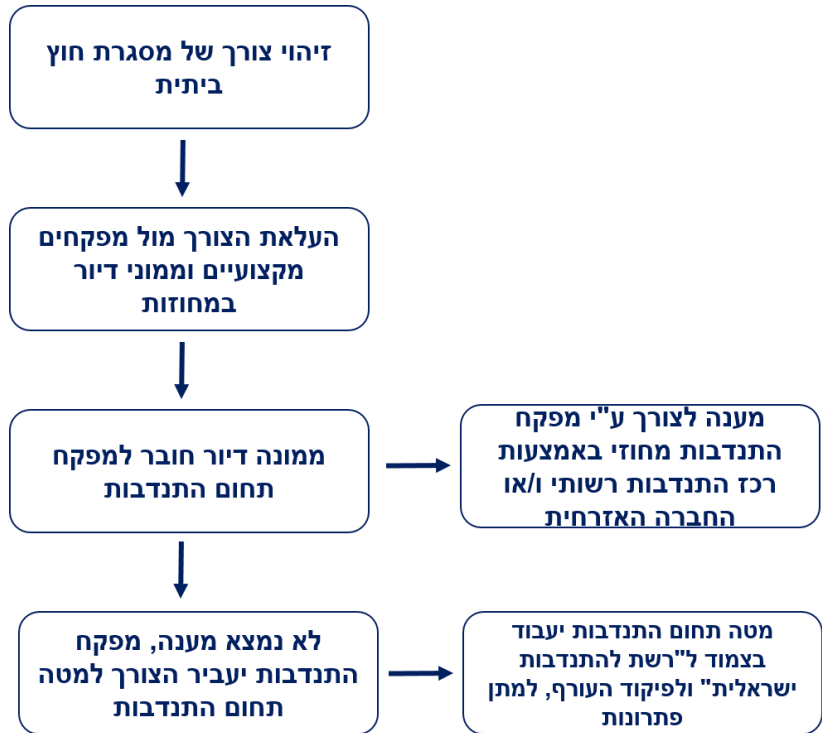 זיהוי צורך של מסגרת חוץ
ביתית
העלאת הצורך מול מפקחים
מקצועיים וממוני דיור
במחוזות
ממונה דיור חובר למפקח
תחום התנדבות
מענה לצורך ע"י מפקח
התנדבות מחוזי באמצעות
רכז התנדבות רשותי ו/או
החברה האזרחית
לא נמצא מענה, מפקח
התנדבות יעביר הצורך למטה
תחום התנדבות
מטה תחום התנדבות יעבוד
בצמוד ל"רשת להתנדבות
ישראלית" ולפיקוד העורף, למתן
פתרונות